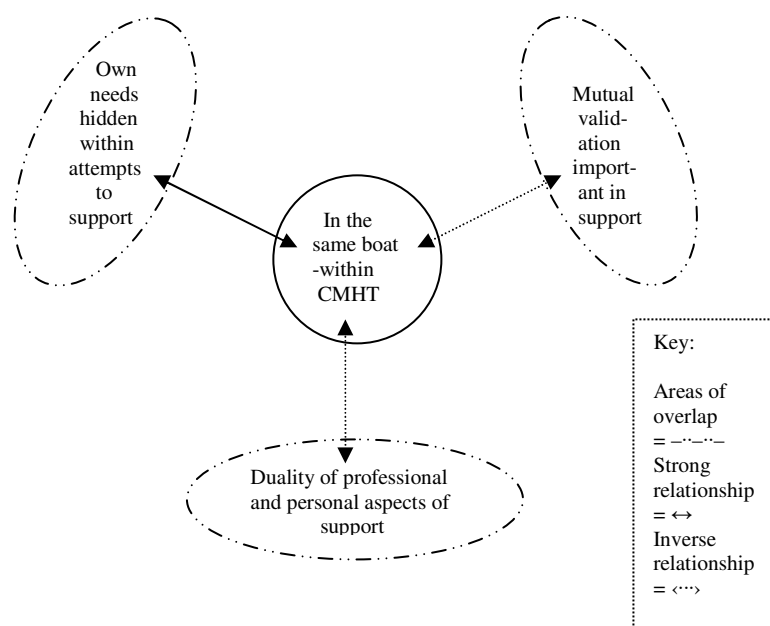 Own
needs
hidden
within
attempts
to
support
Mutual
valid-
ation
import-
ant in
support
In the
same boat
-within
CMHT
Duality of professional
and personal aspects of
support
Key:
Areas of
overlap
= –··–··–
Strong
relationship
= ↔
Inverse
relationship
= ‹····›